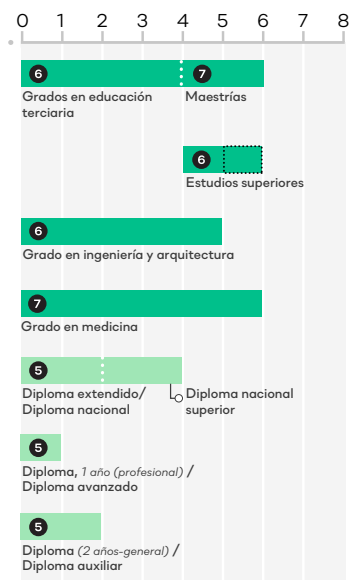 0 1 2 3 4 5 6 7 8
6 7
Grados en educación Maestrías
terciaria
6
Estudios superiores
6
Grado en ingeniería y arquitectura
7
Grado en medicina
5
Diploma extendido/ Diploma nacional
Diploma nacional superior
5
Diploma, 1 año (profesional) /
Diploma avanzado
5
Diploma (2 años-general) /
Diploma auxiliar